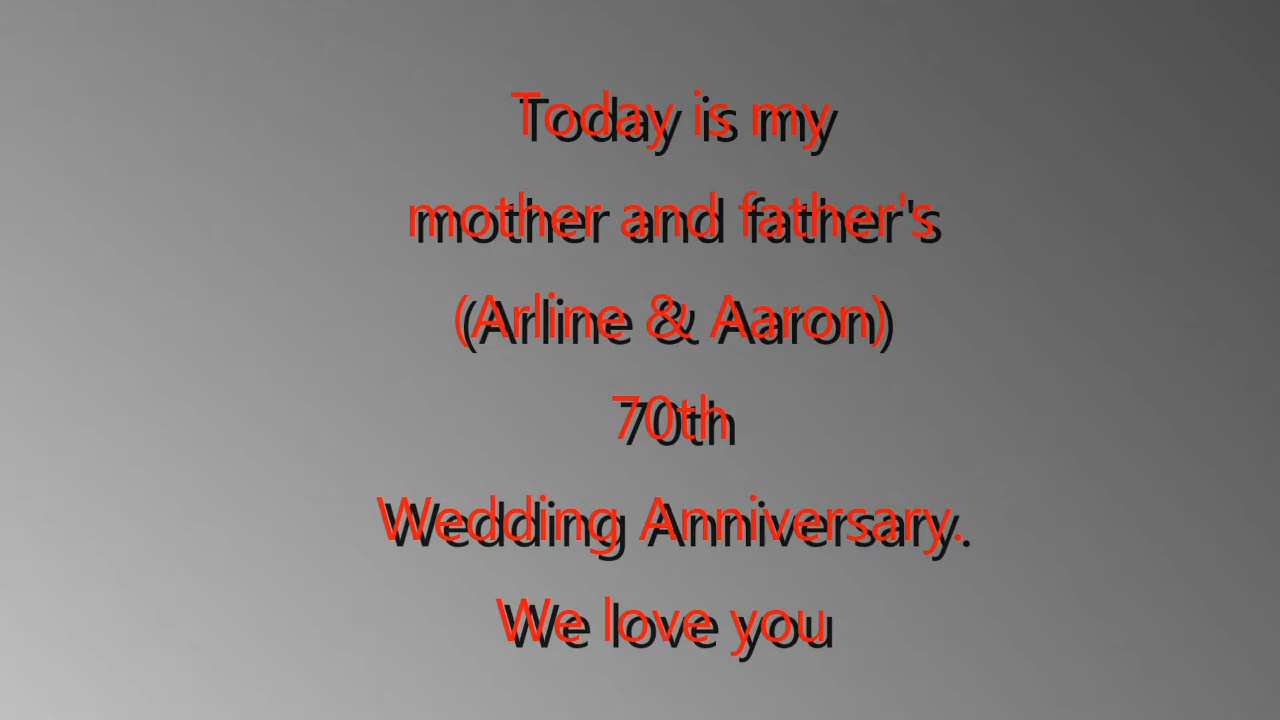 Today is my
mother and father's
(Arline & Aaron)
70th
Wedding Anniversary.
We love you